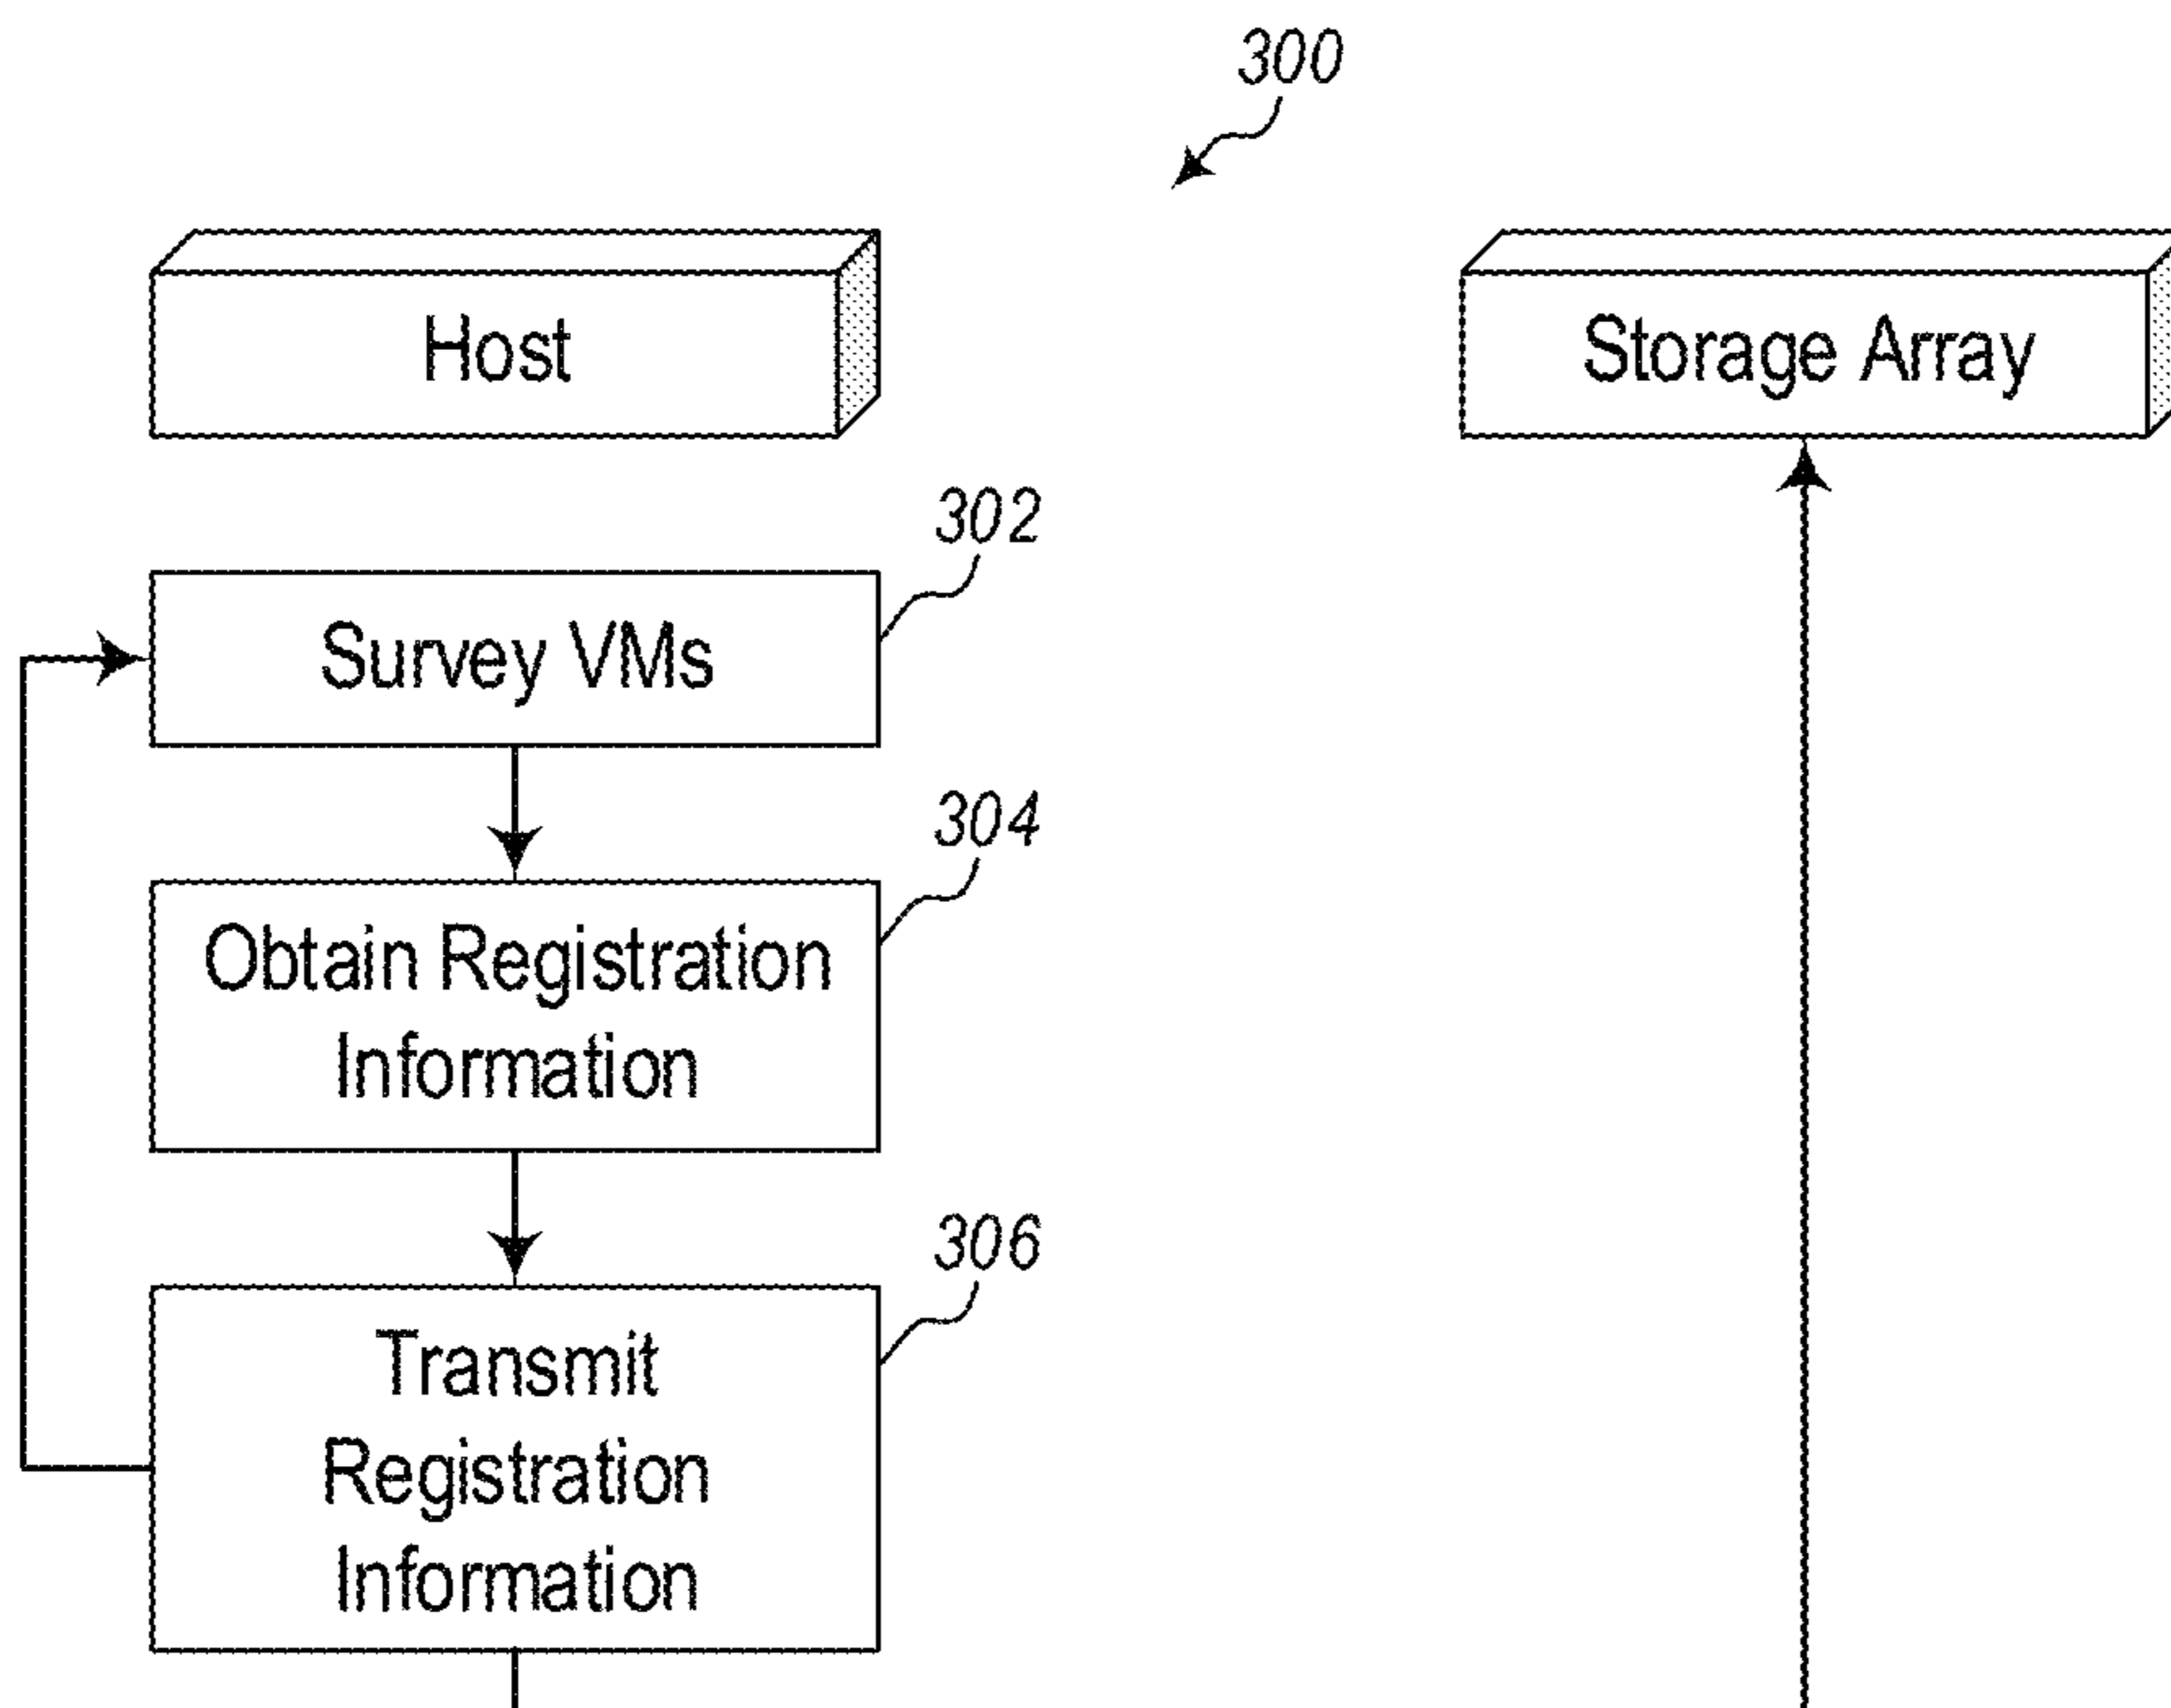 300
Host
Storage Array
302
Survey VMs
304
Obtain Registration
Information
306
Transmit
Registration
Information